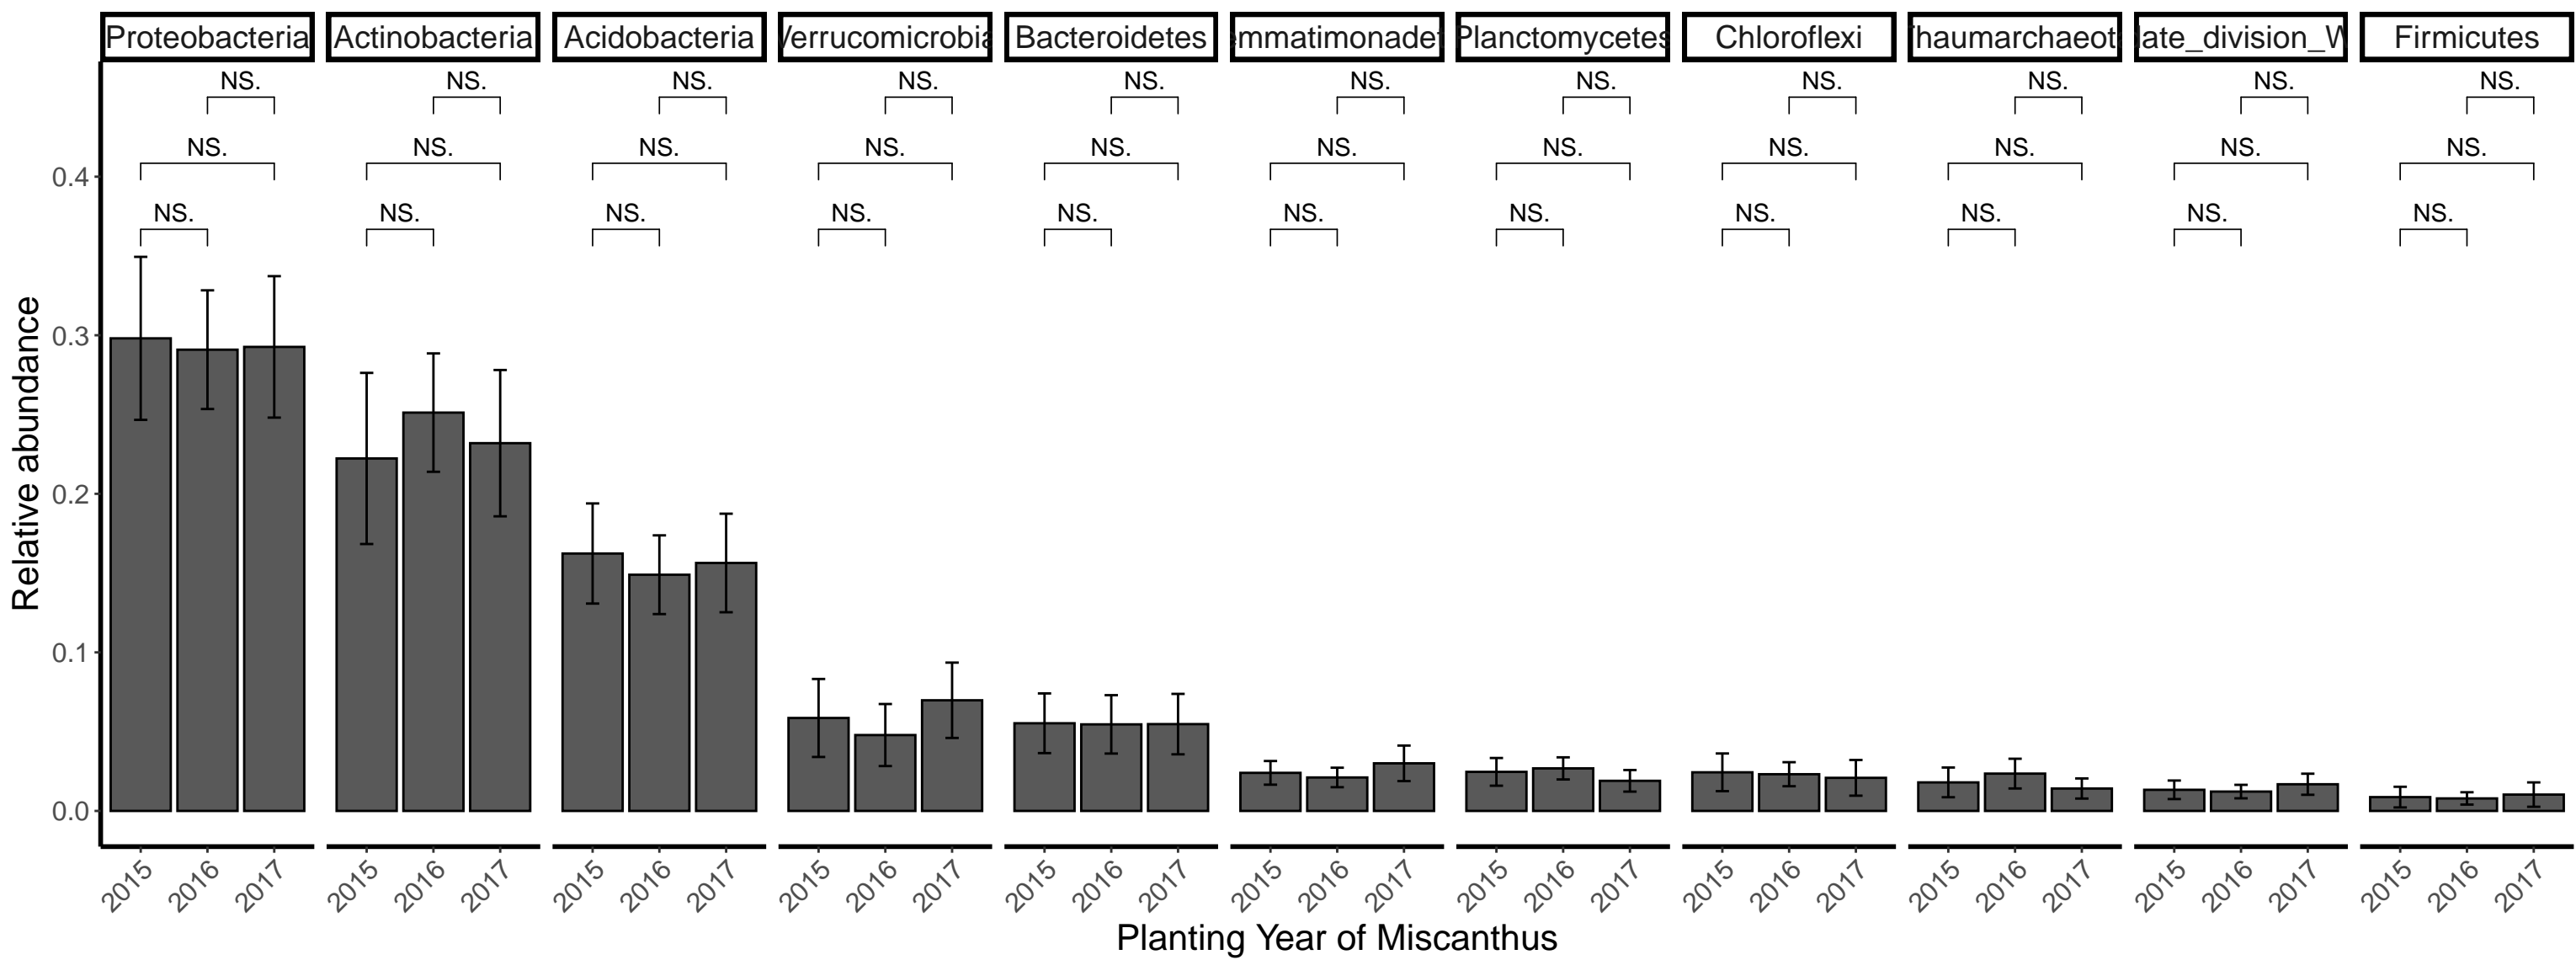 Proteobacteria Actinobacteria Acidobacteria Verrucomicrobia Bacteroidetes emmatimonadet Planctomycetes Chloroflexi Thaumarchaeota late_division_W Firmicutes
NS. NS. NS. NS. NS. NS. NS. NS. NS. NS. NS.
NS. NS. NS. NS. NS. NS. NS. NS. NS. NS. NS.
NS. NS. NS. NS. NS. NS. NS. NS. NS. NS. NS.
Relative abundance
0.4
0.3
0.2
0.1
0.0
2015 2016 2017 2015 2016 2017 2015 2016 2017 2015 2016 2017 2015 2016 2017 2015 2016 2017 2015 2016 2017 2015 2016 2017 2015 2016 2017 2015 2016 2017 2015 2016 2017
Planting Year of Miscanthus